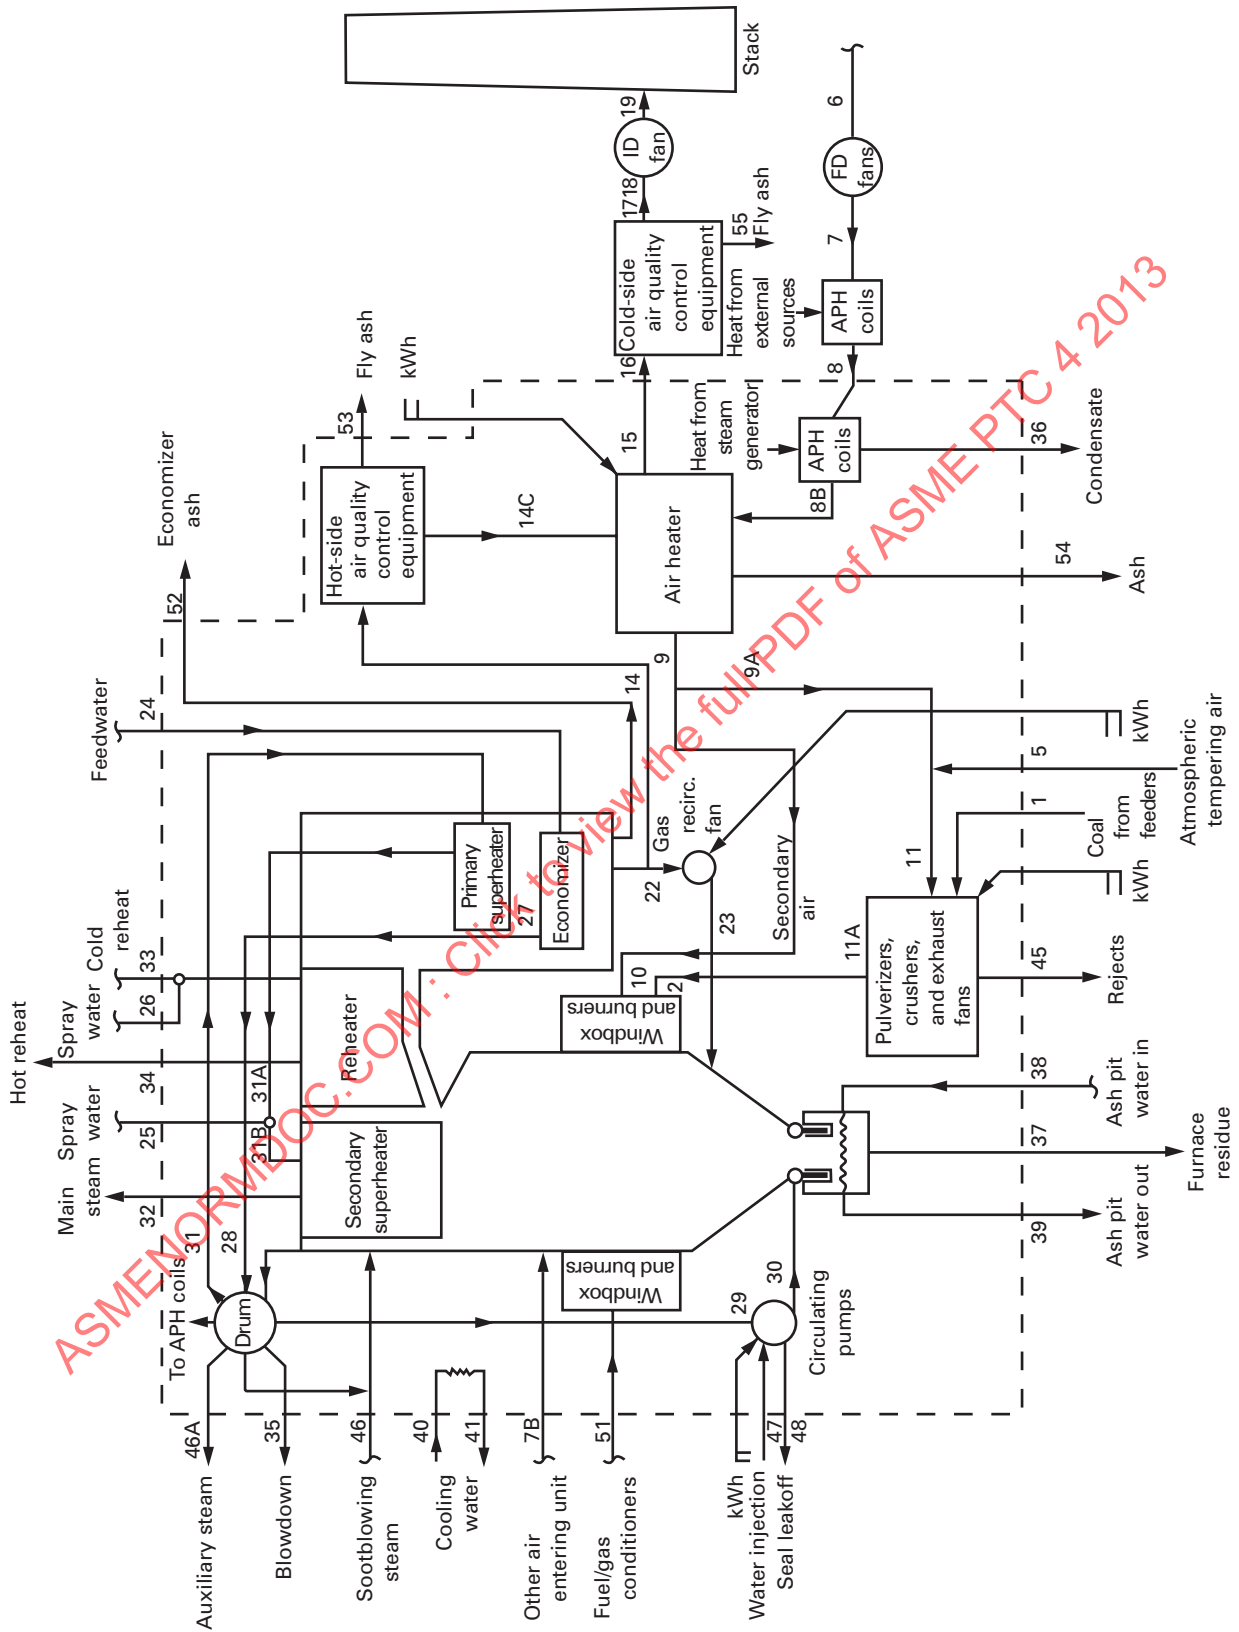 Stack
19
ID
fan
1718
Cold-side
air quality
control
equipment
55
Fly ash
16
6
FD
fans
7
Heat from
external
sources
APH
coils
8
Fly ash
kWh
53
Hot-side
air quality
control
equipment
14C
15
Heat from
steam
generator
APH
coils
8B
36
Condensate
Economizer
ash
52
Air heater
54
Ash
9
9A
14
Feedwater
24
Primary
superheater
27
Economizer
Gas
recirc.
fan
22
23
Secondary
air
kWh
5
Atmospheric
tempering air
1
Coal
from
feeders
kWh
11
11A
Pulverizers,
crushers,
and exhaust
fans
45
Rejects
Cold
reheat
33
Spray
water
26
Hot reheat
34
Reheater
10
2
Windbox
and burners
31A
31B
Spray
water
25
Main
steam
32
Secondary
superheater
31
28
38
Ash pit
water in
37
Furnace
residue
39
Ash pit
water out
Windbox
and burners
To APH coils
Drum
29
30
Circulating
pumps
46A
Auxiliary steam
35
Blowdown
46
Sootblowing
steam
40
41
Cooling
water
7B
Other air
entering unit
51
Fuel/gas
conditioners
kWh
47
Water injection
48
Seal leakoff
ASMENORMDOC.COM : Click to view the full PDF of ASME PTC 4 2013